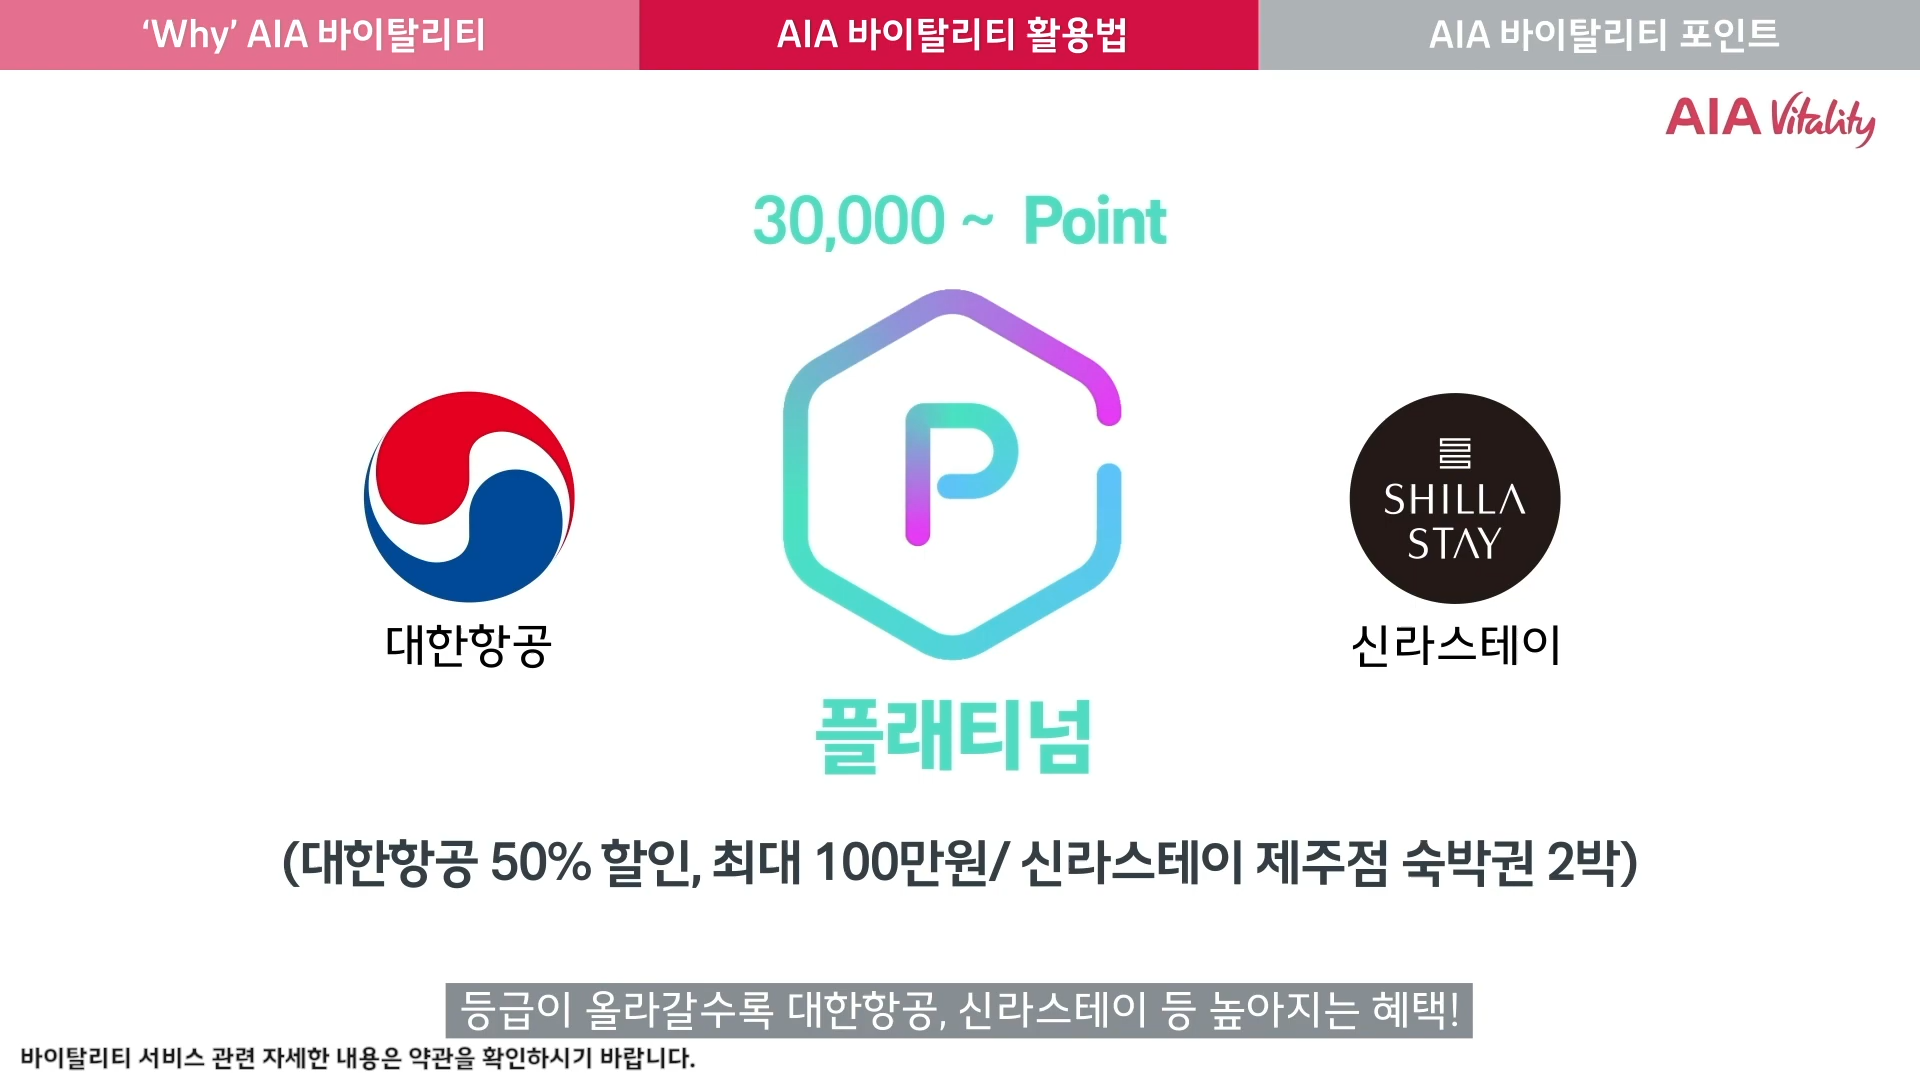 ‘Why’ AIA 바이탈리티
AIA 바이탈리티 활용법
AIA 바이탈리티 포인트
AIA Vitality
30,000 ~ Point
P
SHILLA
STAY
대한항공
신라스테이
플래티넘
(대한항공 50% 할인, 최대 100만원/ 신라스테이 제주점 숙박권 2박)
등급이 올라갈수록 대한항공, 신라스테이 등 높아지는 혜택!
바이탈리티 서비스 관련 자세한 내용은 약관을 확인하시기 바랍니다.